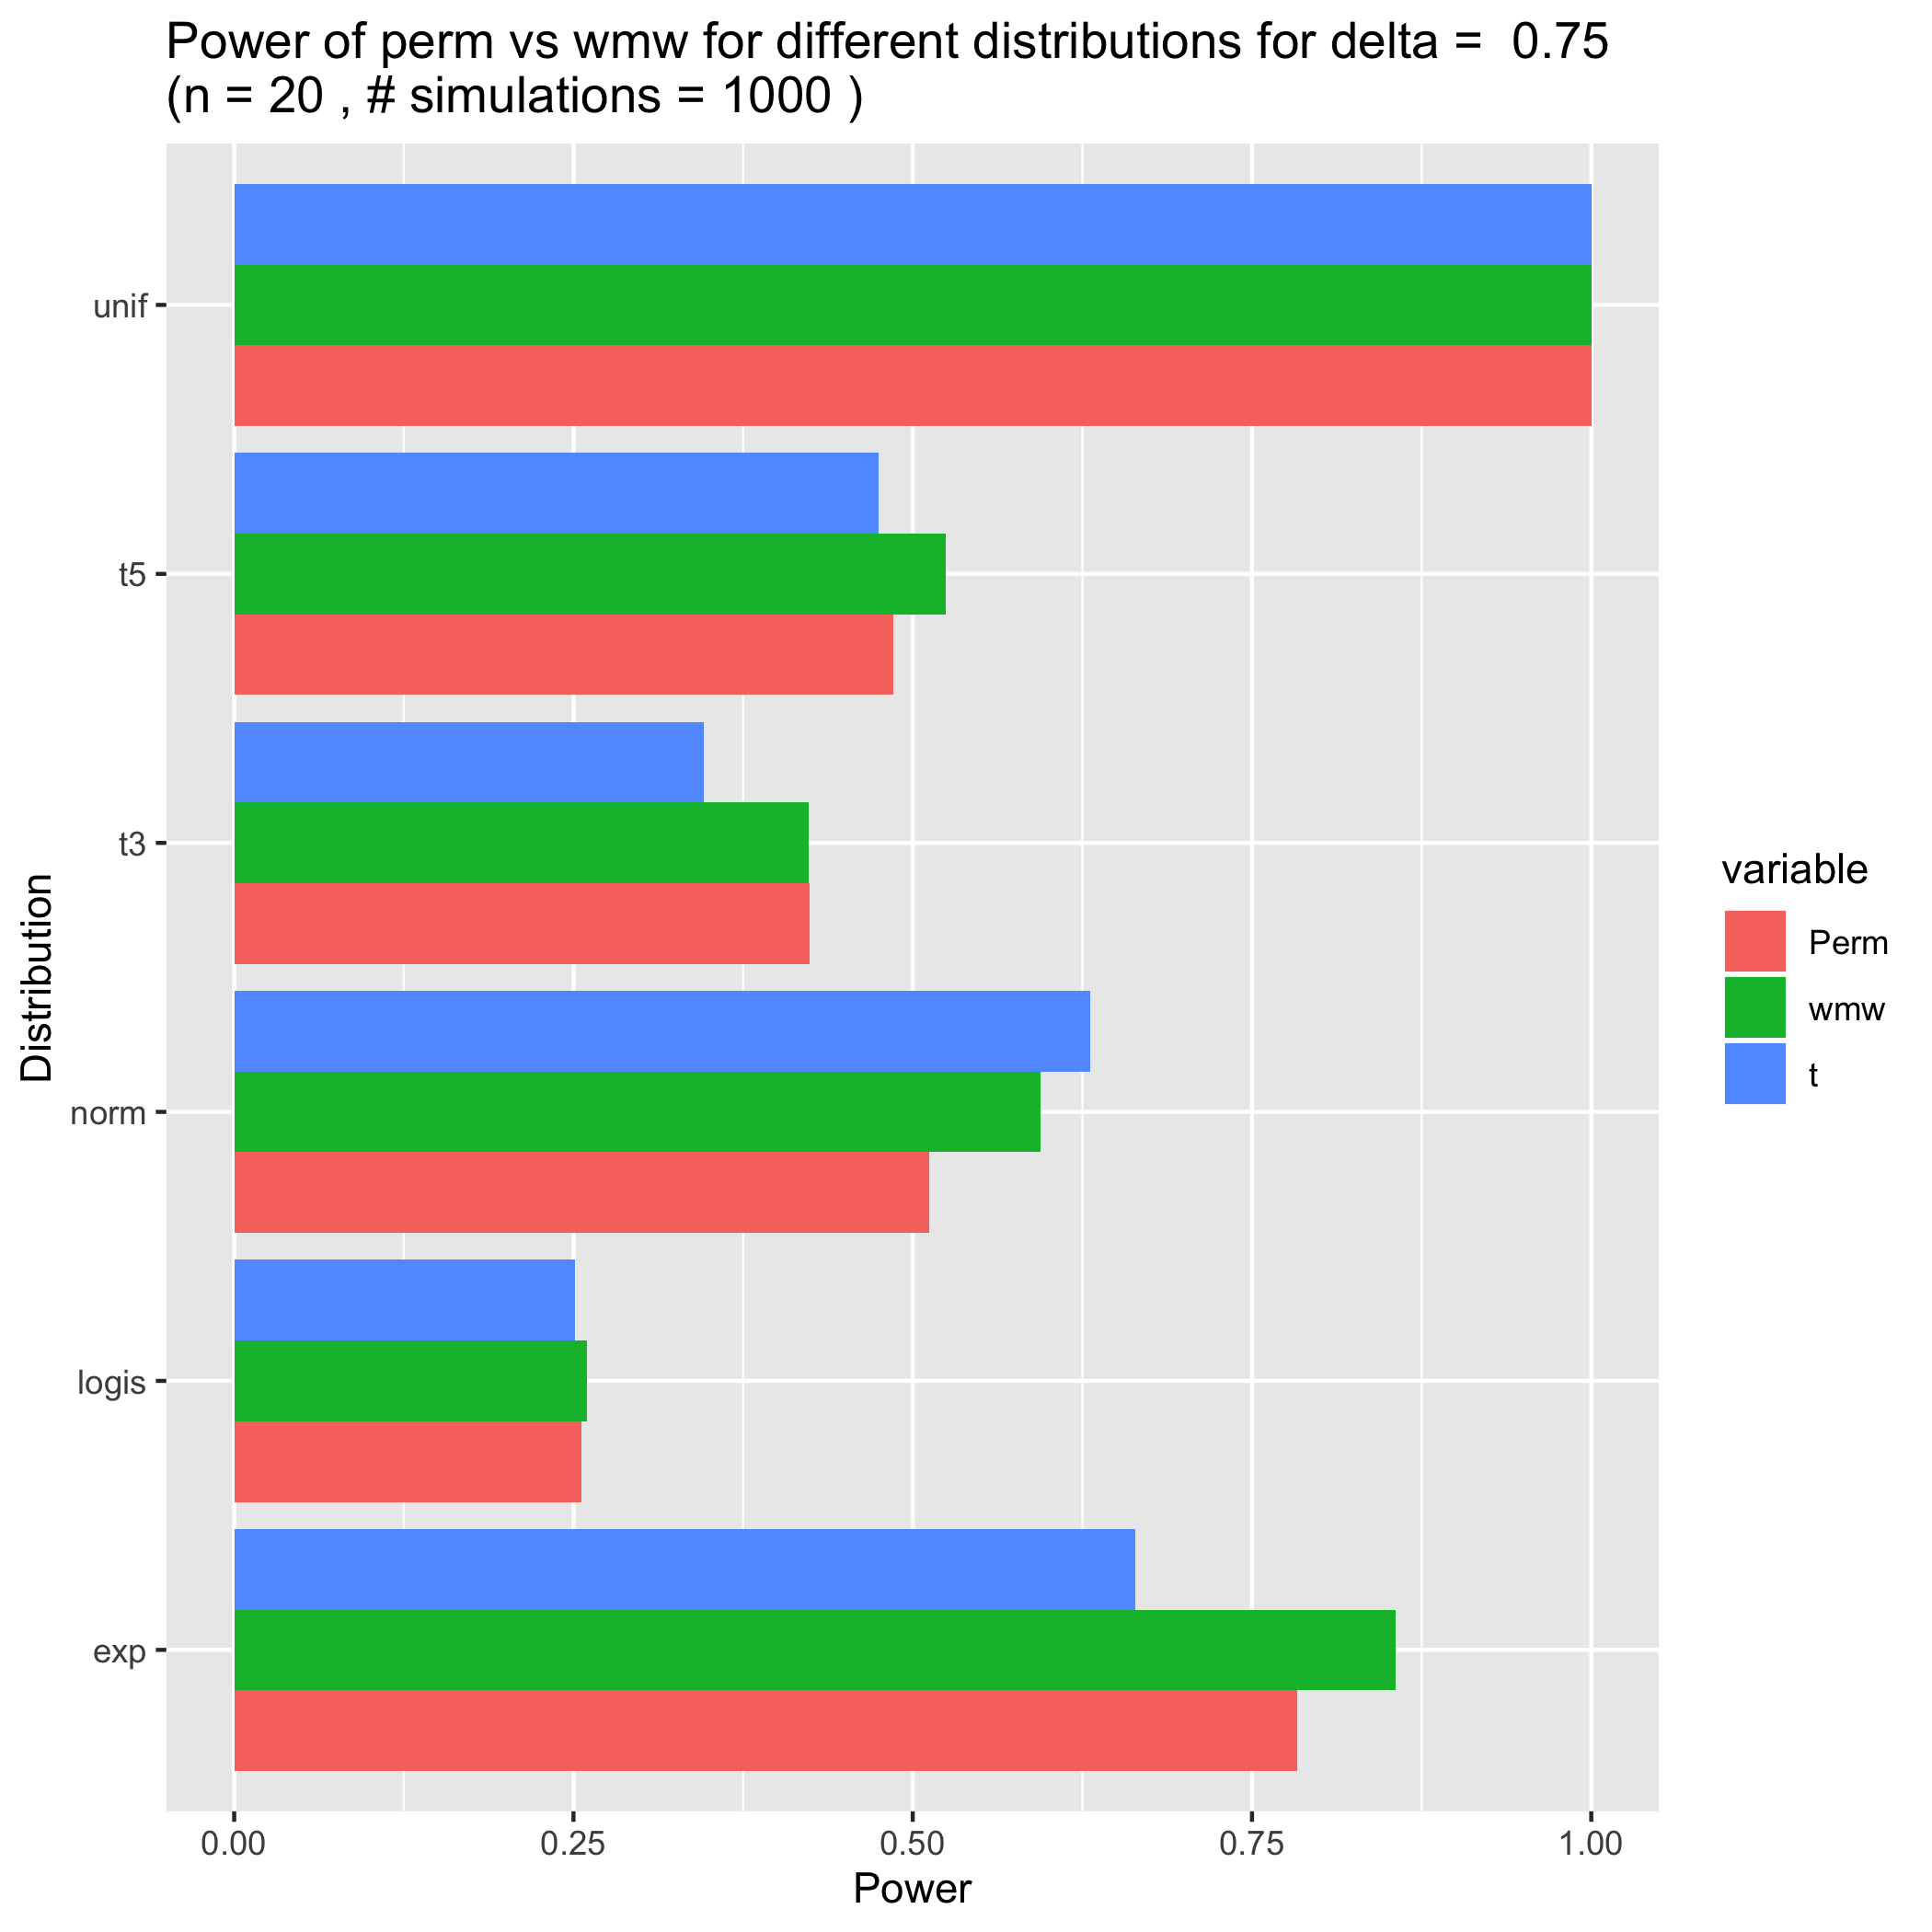 Power of perm vs wmw for different distributions for delta =  0.75
(n = 20 , # simulations = 1000 )
unif
t5
t3
norm
logis
exp
Distribution
0.00 0.25 0.50 0.75 1.00
Power
variable
Perm
wmw
t